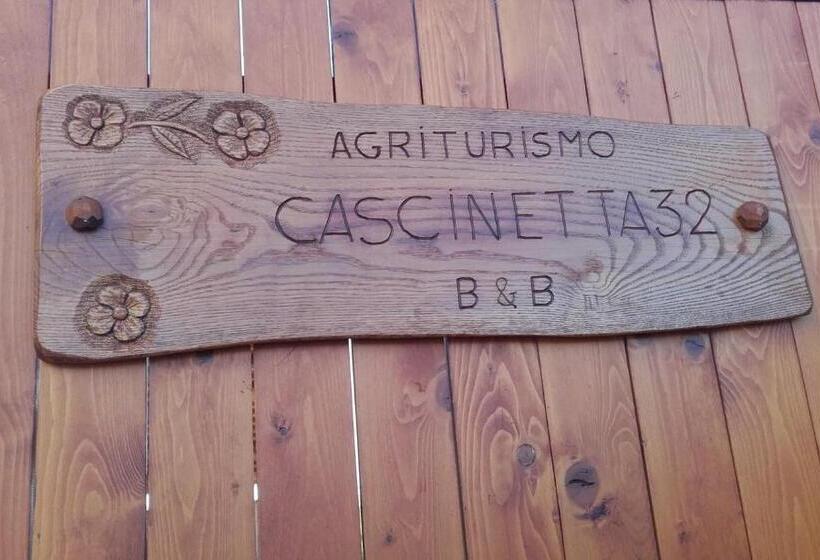 AGRITURISMO
CASCINETTA32
B & B